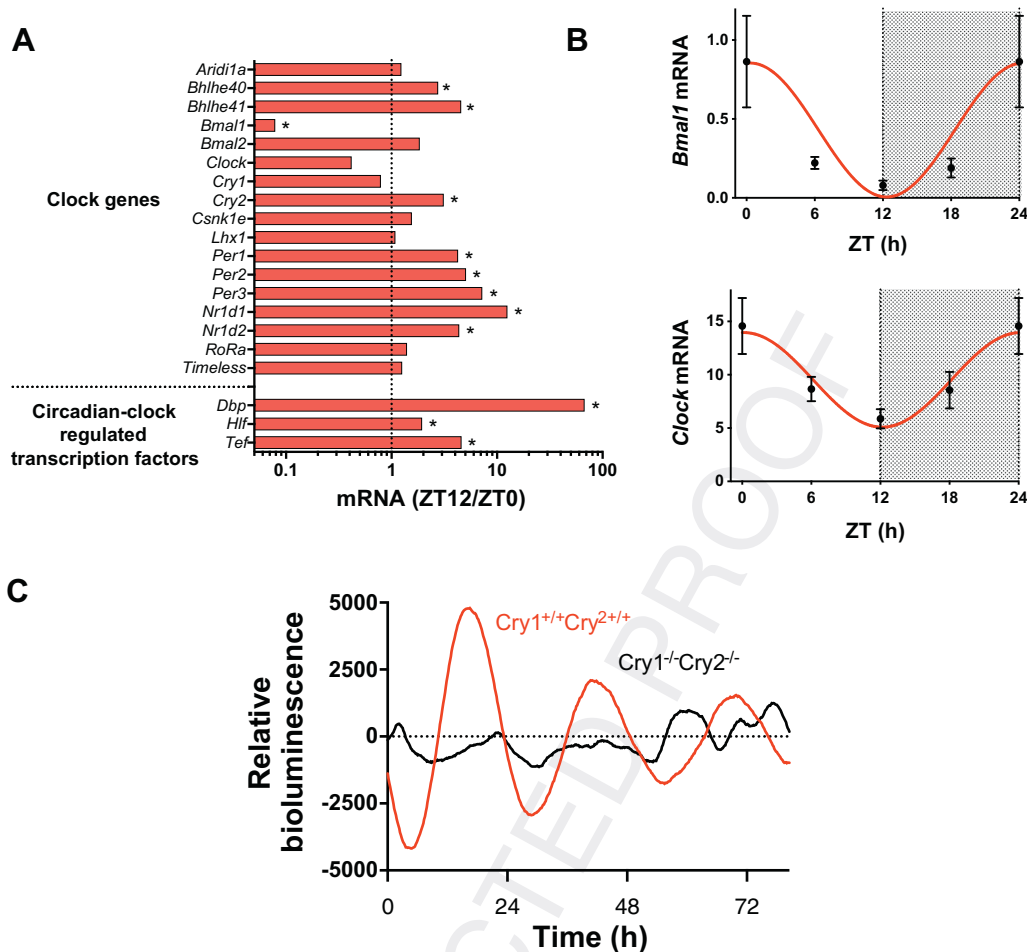 A
Aridi1a
Bhlhe40
*
Bhlhe41
*
Bmal1
*
Bmal2
Clock
Cry1
Cry2
*
Csnk1e
Lhx1
Per1
*
Per2
*
Per3
*
Nr1d1
*
Nr1d2
*
RoRa
Timeless
Dbp
*
Hlf
*
Tef
*
Clock genes
Circadian-clock
regulated
transcription factors
0.1 1 10 100
mRNA (ZT12/ZT0)
B
Bmal1 mRNA
1.0
0.5
0.0
0 6 12 18 24
ZT (h)
Clock mRNA
15
10
5
0
0 6 12 18 24
ZT (h)
C
Relative
bioluminescence
5000
2500
0
-2500
-5000
Cry1+/+Cry2+/+
Cry1-/-Cry2-/-
0 24 48 72
Time (h)
CTED PROOF